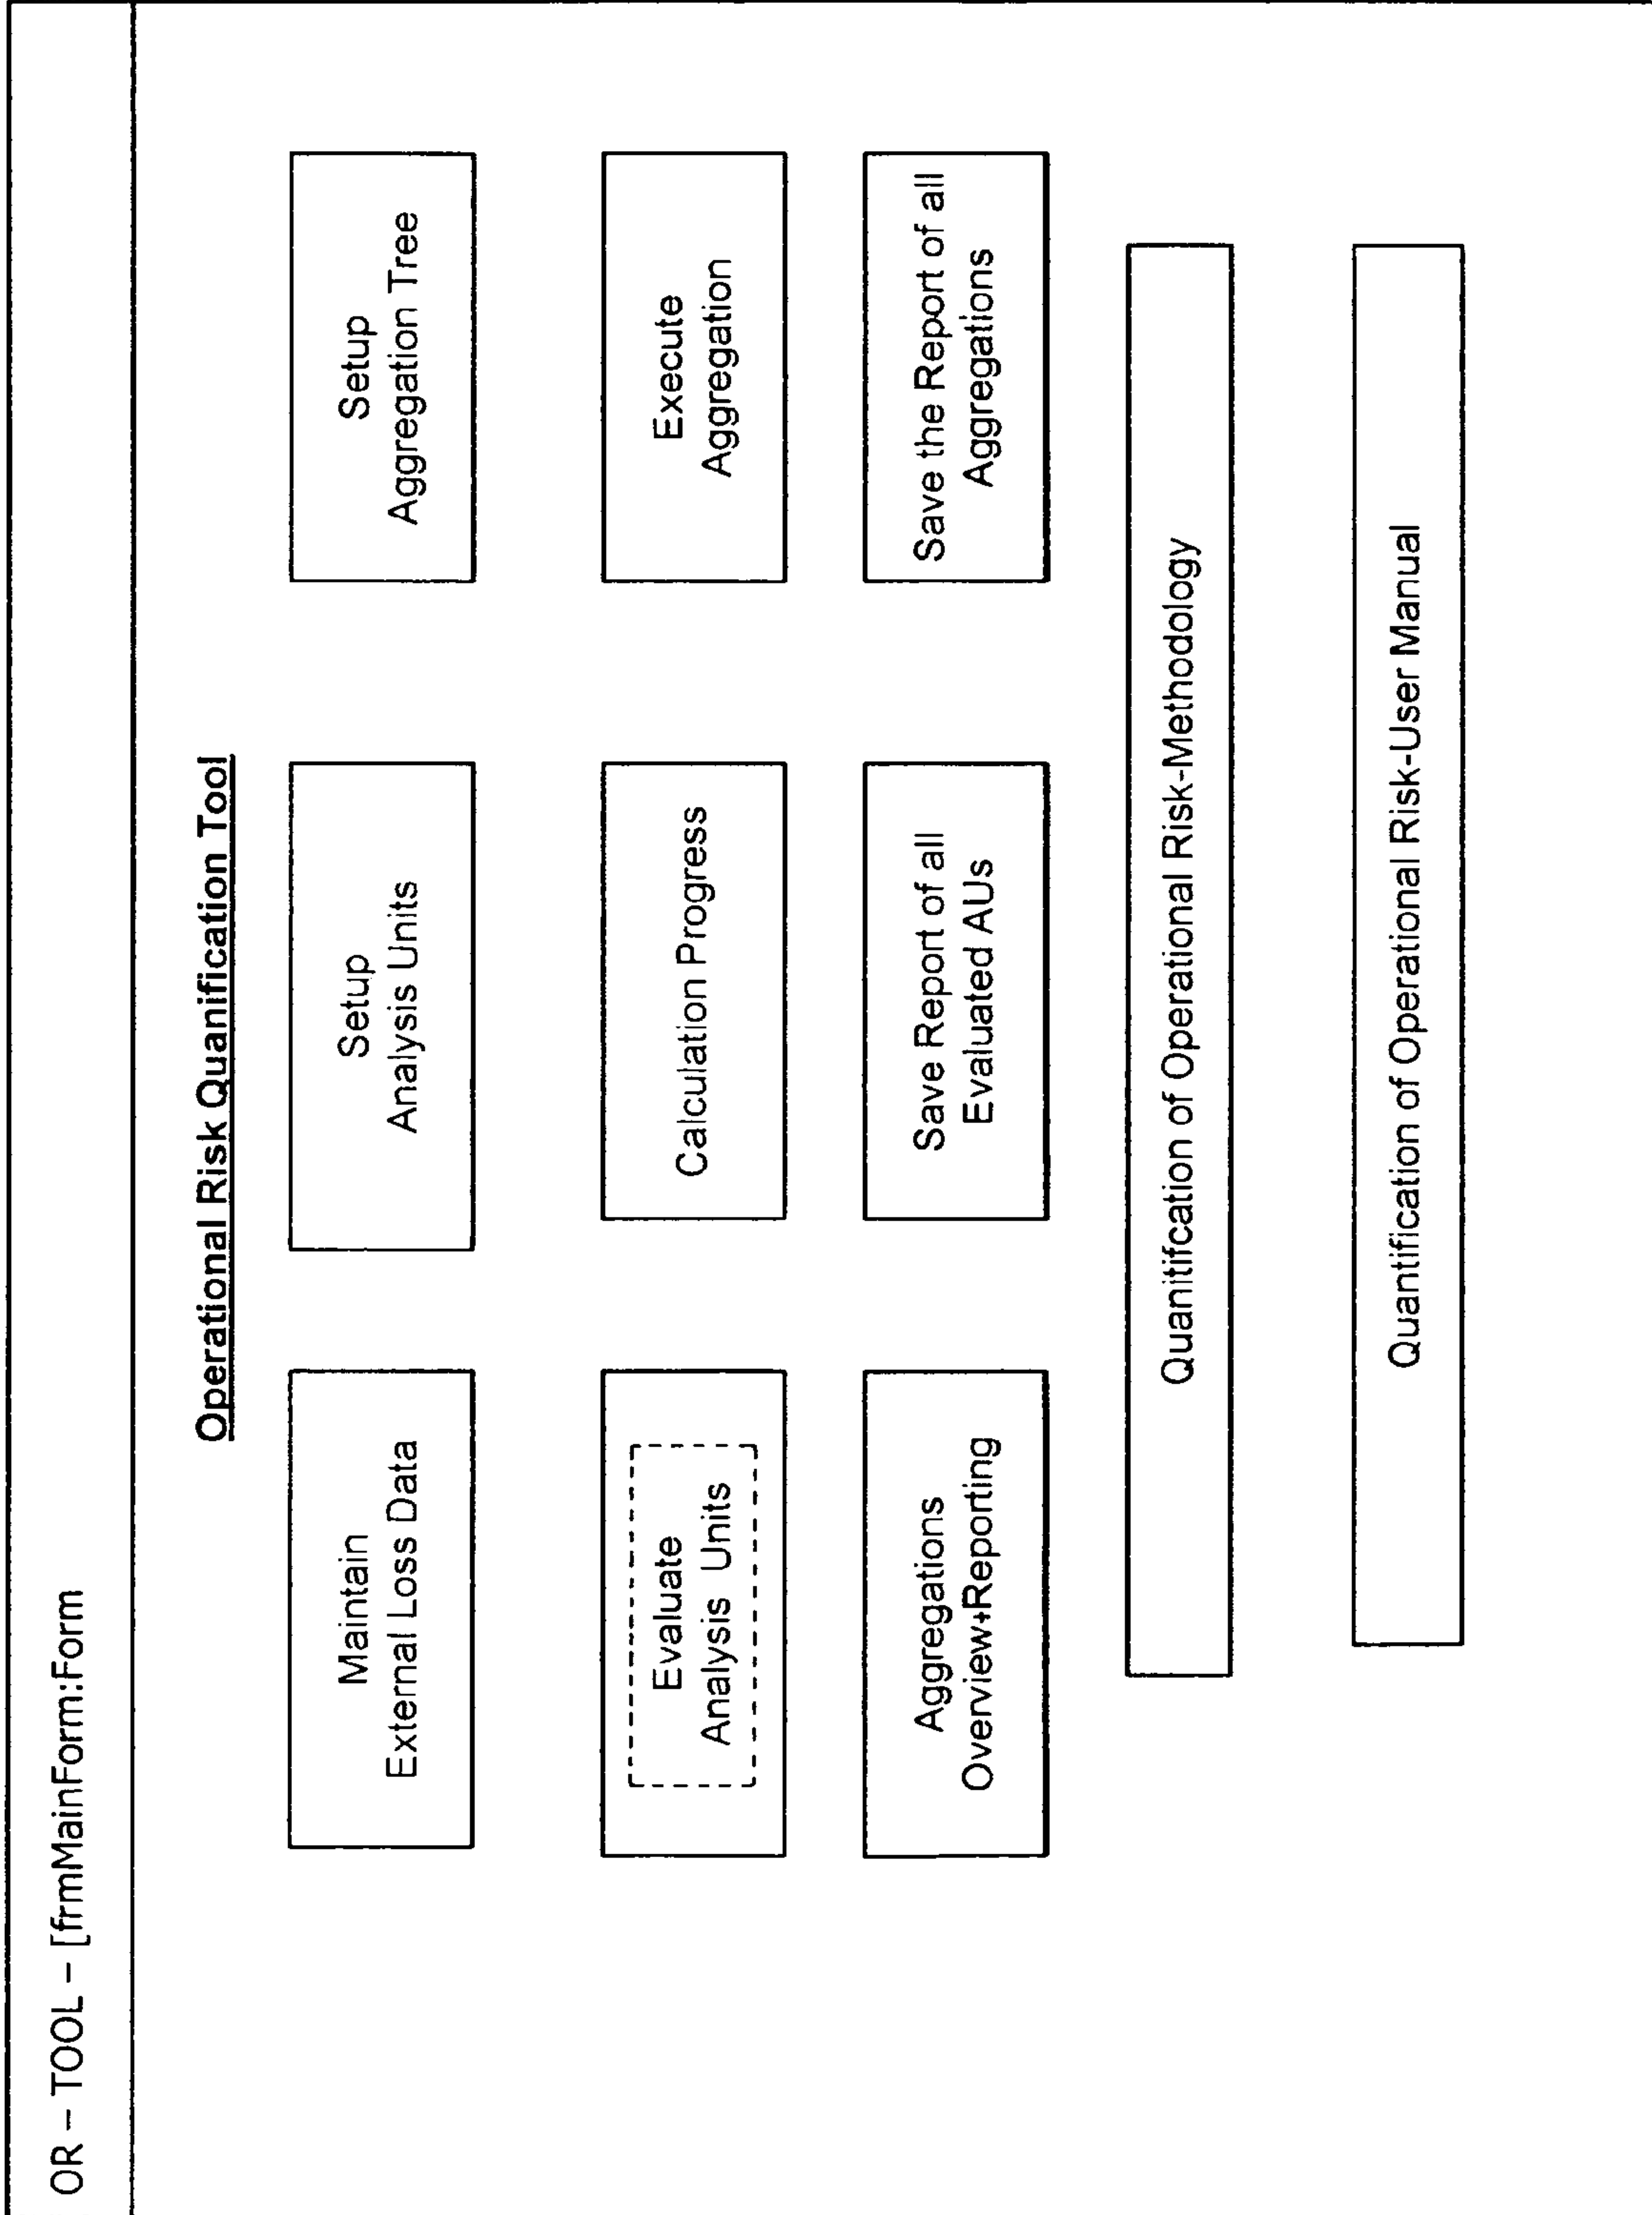 OR – TOOL – [frmMainForm:Form
Operational Risk Quanification Tool
Maintain
External Loss Data
Setup
Analysis Units
Setup
Aggregation Tree
Evaluate
Analysis Units
Calculation Progress
Execute
Aggregation
Aggregations
Overview+Reporting
Save Report of all
Evaluated AUs
Save the Report of all
Aggregations
Quanitifcation of Operational Risk-Methodology
Quantification of Operational Risk-User Manual